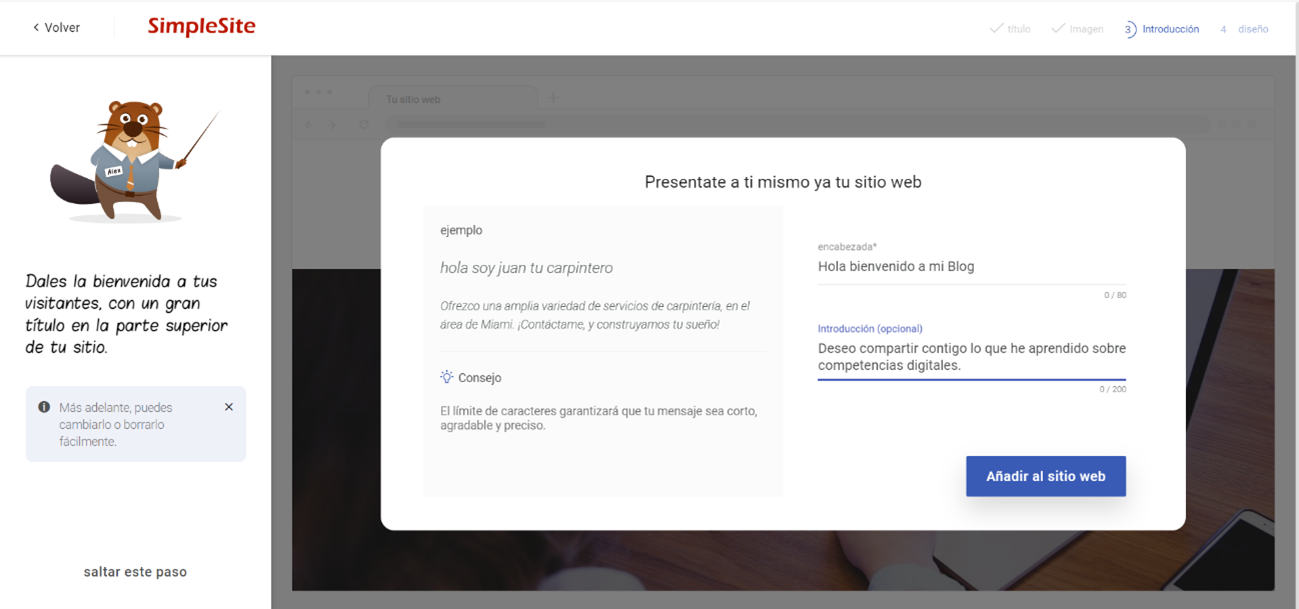 Volver
SimpleSite
título
Imagen
3 Introducción
4 diseño
Alex
Dales la bienvenida a tus
visitantes, con un gran
título en la parte superior
de tu sitio.
Más adelante, puedes
cambiarlo o borrarlo
fácilmente.
saltar este paso
Tu sitio web
Presentate a ti mismo ya tu sitio web
ejemplo
hola soy juan tu carpintero
Ofrezco una amplia variedad de servicios de carpintería, en el
área de Miami. ¡Contáctame, y construyamos tu sueño!
Consejo
El límite de caracteres garantizará que tu mensaje sea corto,
agradable y preciso.
encabezada*
Hola bienvenido a mi Blog
0 / 80
Introducción (opcional)
Deseo compartir contigo lo que he aprendido sobre
competencias digitales.
0 / 200
Añadir al sitio web